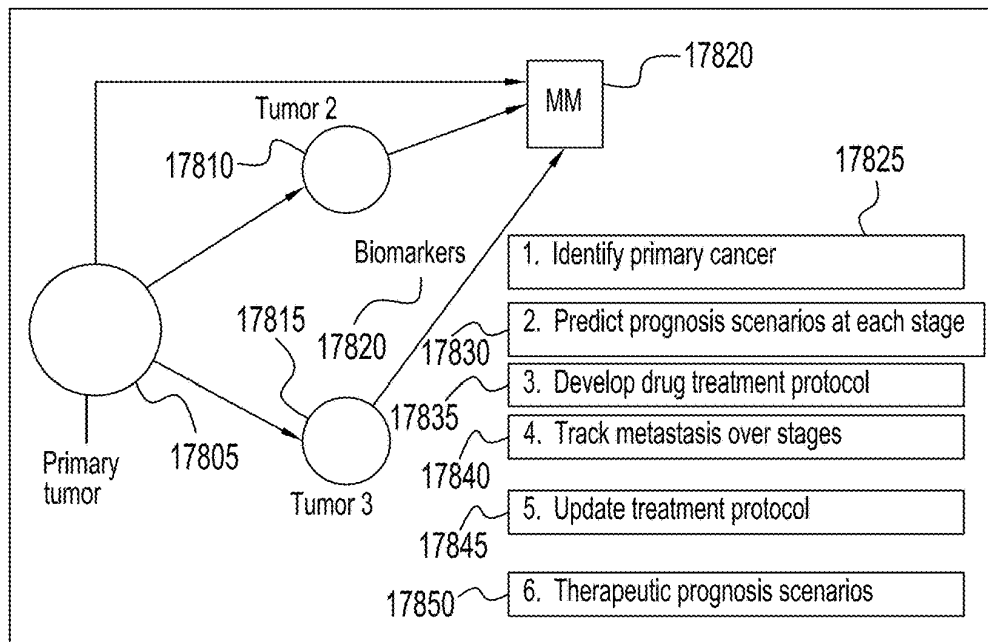 17820
MM
Tumor 2
17810
17825
Biomarkers
17820
1. Identify primary cancer
17815
2. Predict prognosis scenarios at each stage
17830
3. Develop drug treatment protocol
17835
4. Track metastasis over stages
17840
Primary
tumor
17805
Tumor 3
5. Update treatment protocol
17845
6. Therapeutic prognosis scenarios
17850